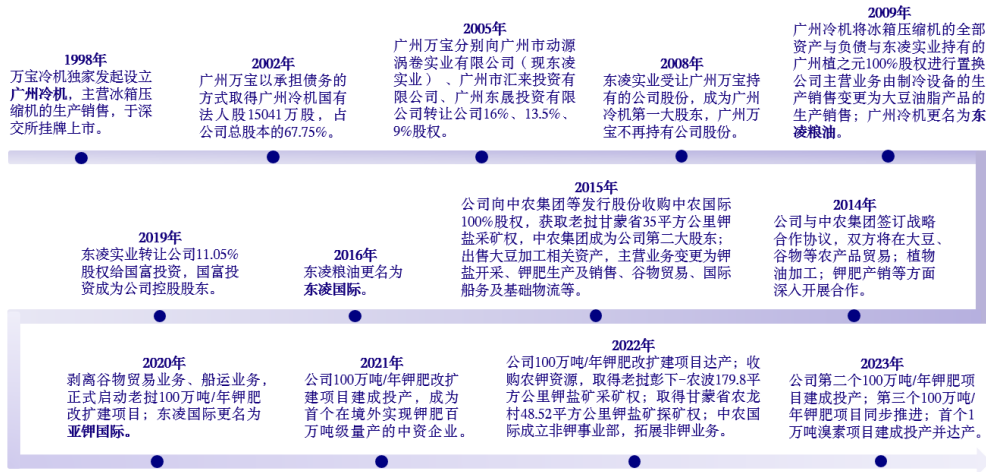 1998年
万宝冷机独家发起设立
广州冷机，主营冰箱压
缩机的生产销售，于深
交所挂牌上市。
2002年
广州万宝以承担债务的
方式取得广州冷机国有
法人股15041万股，占
公司总股本的67.75%。
2005年
广州万宝分别向广州市动源
涡卷实业有限公司（现东凌
实业）、广州市汇来投资有
限公司、广州东晟投资有限
公司转让公司16%、13.5%、
9%股权。
2008年
东凌实业受让广州万宝
持有的公司股份，成为广州
冷机第一大股东，广州万
宝不再持有公司股份。
2009年
广州冷机将冰箱压缩机的全部
资产与负债与东凌实业持有的
广州植之元100%股权进行置换
公司主营业务由制冷设备的生
产销售变更为大豆油脂产品的
生产销售；广州冷机更名为东
凌粮油。
2019年
东凌实业转让公司11.05%
股权给国富投资，国富投
资成为公司控股股东。
2016年
东凌粮油更名为
东凌国际。
2015年
公司向中农集团等发行股份收购中农国际
100%股权，获取老挝甘蒙省35平方公里钾
盐采矿权，中农集团成为公司第二大股东；
出售大豆加工相关资产，主营业务变更为钾
盐开采、钾肥生产及销售、谷物贸易、国际
船务及基础物流等。
2014年
公司与中农集团签订战略
合作协议，双方将在大豆、
谷物等农产品贸易；植物
油加工；钾肥产销等方面
深入开展合作。
2020年
剥离谷物贸易业务、船运业务，
正式启动老挝100万吨/年钾肥
改扩建项目；东凌国际更名为
亚钾国际。
2021年
公司100万吨/年钾肥改扩
建项目建成投产，成为
首个在境外实现钾肥百
万吨级量产的中资企业。
2022年
公司100万吨/年钾肥改扩建项目达产；收
购农钾资源，取得老挝彭下-农波179.8平
方公里钾盐矿采矿权；取得甘蒙省农龙
村48.52平方公里钾盐矿探矿权；中农国
际成立非钾事业部，拓展非钾业务。
2023年
公司第二个100万吨/年钾肥项
目建成投产；第三个100万吨/
年钾肥项目同步推进；首个1
万吨溴素项目建成投产并达产。